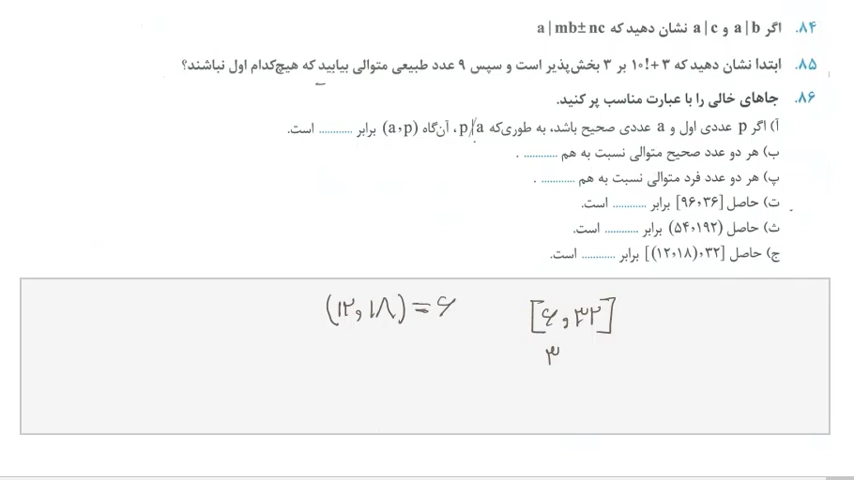 ۸۴. اگر a|b و a|c نشان دهید که a|mb±nc
۸۵. ابتدا نشان دهید که ۳+!۱۰ بر ۳ بخش‌پذیر است و سپس ۹ عدد طبیعی متوالی بیابید که هیچ‌کدام اول نباشند؟
۸۶. جاهای خالی را با عبارت مناسب پر کنید.
آ) اگر p عددی اول و a عددی صحیح باشد، به طوری‌که p∤a، آن‌گاه (a,p) برابر ............ است.
ب) هر دو عدد صحیح متوالی نسبت به هم ............ .
پ) هر دو عدد فرد متوالی نسبت به هم ............ .
ت) حاصل [۹۶,۳۶] برابر ............ است.
ث) حاصل (۵۴,۱۹۲) برابر ............ است.
ج) حاصل [(۱۲,۱۸),۳۲] برابر ............ است.
(۱۲,۱۸)=۶ [۶,۳۲]
۳